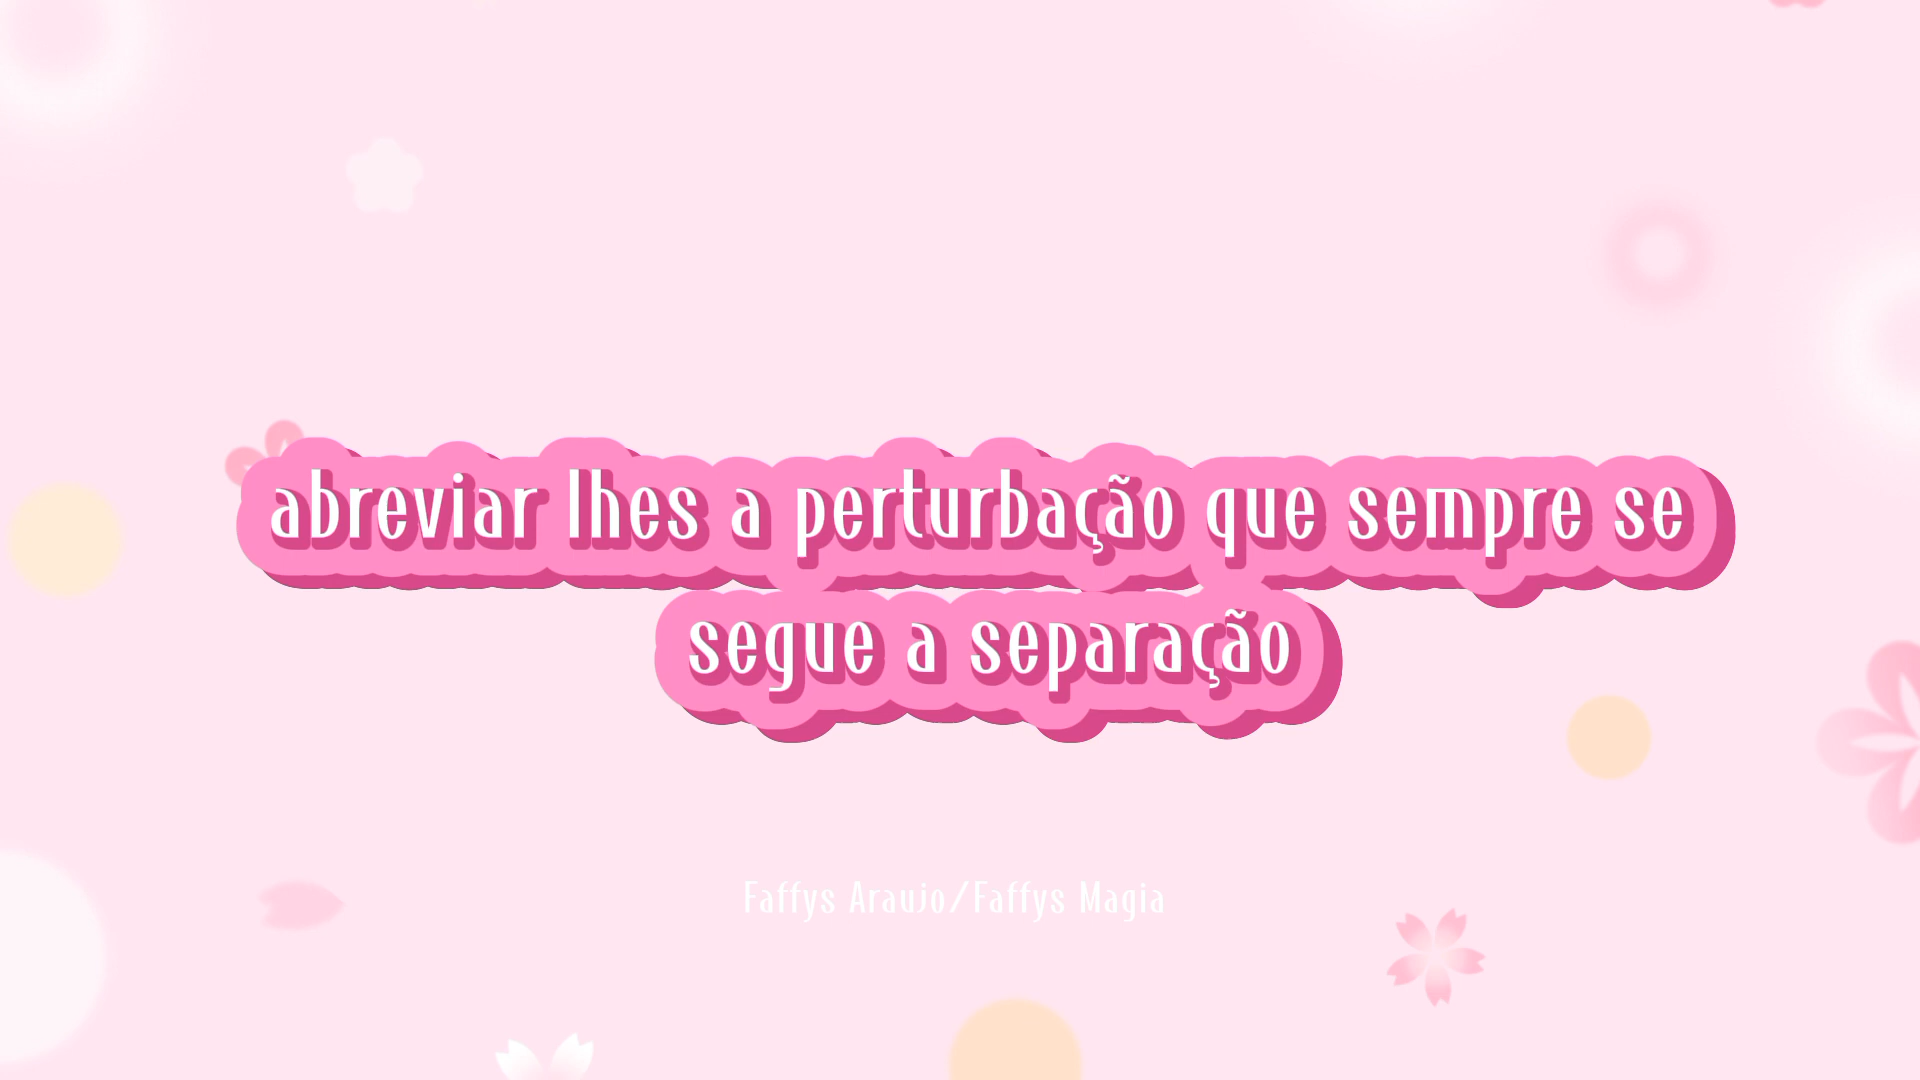 abreviar lhes a perturbação que sempre se
segue a separação
Faffys Araujo/Faffys Magia